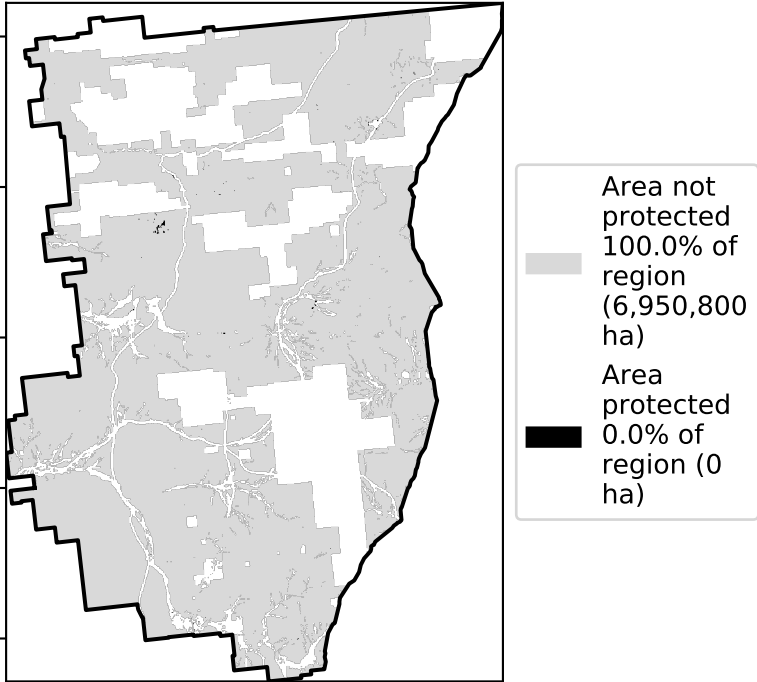 Area not
protected
100.0% of
region
(6,950,800
ha)
Area
protected
0.0% of
region (0
ha)